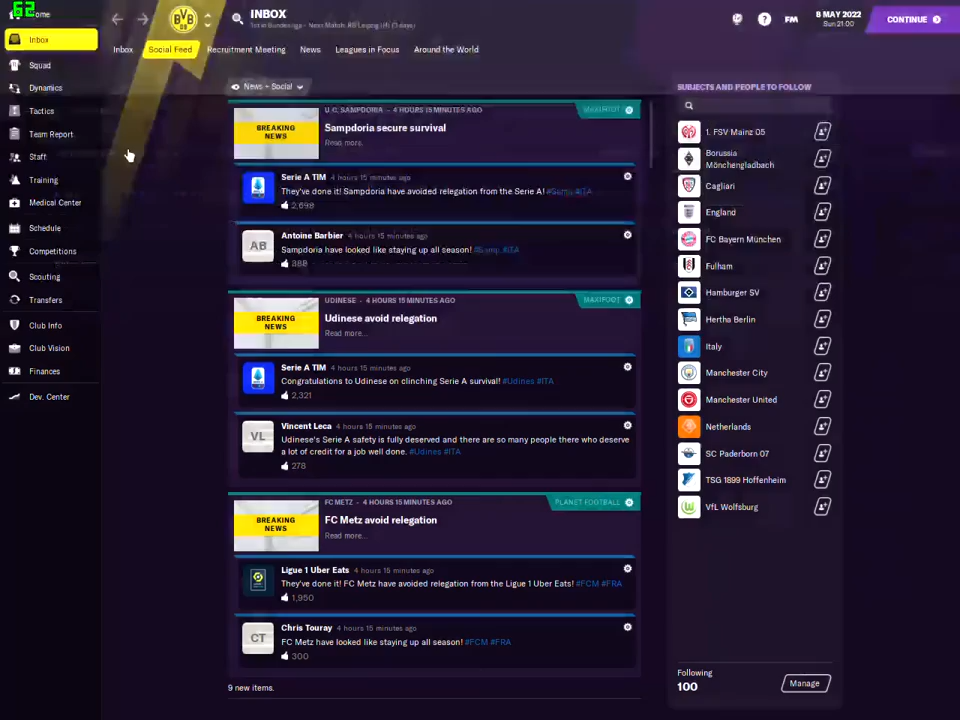 62
ome
BVB 09
INBOX
8 MAY 2022
Sun 21:00
FM
CONTINUE
Inbox
Inbox
Social Feed
Recruitment Meeting
News
Leagues in Focus
Around the World
Squad
Dynamics
Tactics
Team Report
Staff
Training
Medical Center
Schedule
Competitions
Scouting
Transfers
Club Info
Club Vision
Finances
Dev. Center
News + Social
U.C. SAMPDORIA - 4 HOURS 15 MINUTES AGO
MAXIFOOT
BREAKING NEWS
Sampdoria secure survival
Read more...
Serie A TIM 4 hours 15 minutes ago
They've done it! Sampdoria have avoided relegation from the Serie A! #Samp #ITA
2,698
AB
Antoine Barbier 4 hours 15 minutes ago
Sampdoria have looked like staying up all season! #Samp #ITA
388
UDINESE - 4 HOURS 15 MINUTES AGO
MAXIFOOT
BREAKING NEWS
Udinese avoid relegation
Read more...
Serie A TIM 4 hours 15 minutes ago
Congratulations to Udinese on clinching Serie A survival! #Udines #ITA
2,321
VL
Vincent Leca 4 hours 15 minutes ago
Udinese's Serie A safety is fully deserved and there are so many people there who deserve
a lot of credit for a job well done. #Udines #ITA
278
FC METZ - 4 HOURS 15 MINUTES AGO
PLANET FOOTBALL
BREAKING NEWS
FC Metz avoid relegation
Read more...
Ligue 1 Uber Eats 4 hours 15 minutes ago
They've done it! FC Metz have avoided relegation from the Ligue 1 Uber Eats! #FCM #FRA
1,950
CT
Chris Touray 4 hours 15 minutes ago
FC Metz have looked like staying up all season! #FCM #FRA
300
9 new items.
SUBJECTS AND PEOPLE TO FOLLOW
1. FSV Mainz 05
Borussia
Mönchengladbach
Cagliari
England
FC Bayern München
Fulham
Hamburger SV
Hertha Berlin
Italy
Manchester City
Manchester United
Netherlands
SC Paderborn 07
TSG 1899 Hoffenheim
VfL Wolfsburg
Following
100
Manage